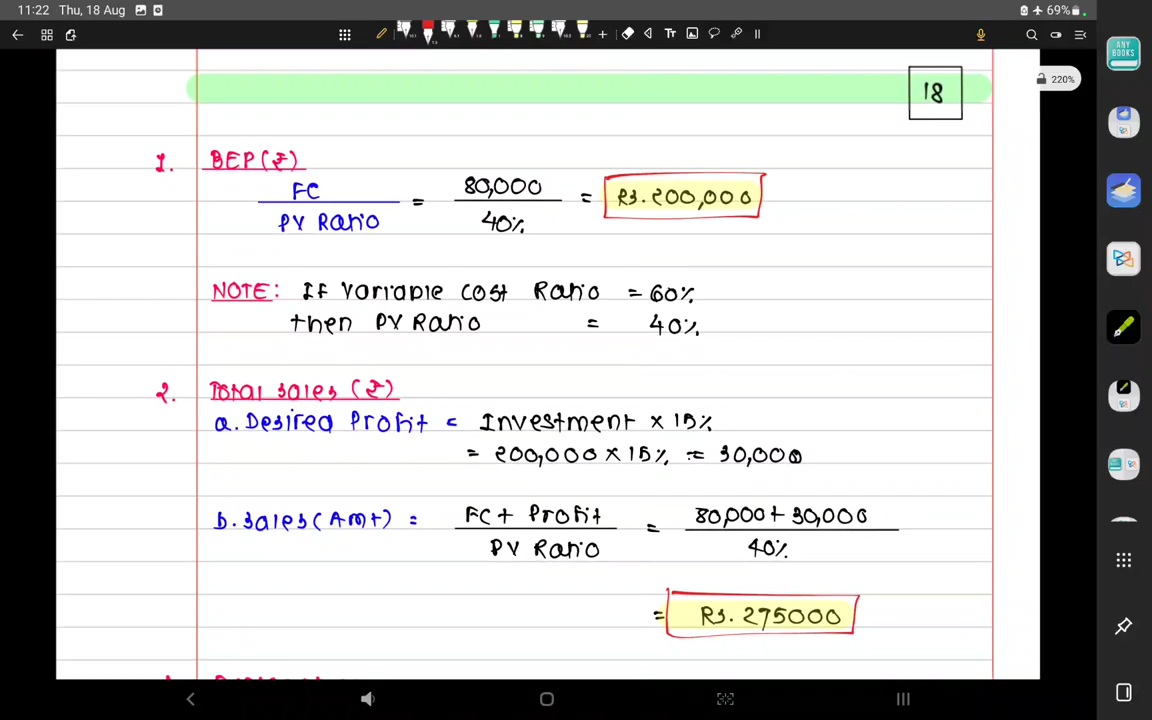 11:22 Thu, 18 Aug
69%
ANY BOOKS
220%
18
1. BEP (₹)
FC / PV Ratio = 80,000 / 40% = Rs. 200,000
NOTE: If Variable cost Ratio = 60%
then PV Ratio = 40%
2. Total sales (₹)
a. Desired Profit = Investment × 15%
= 200,000 × 15% = 30,000
b. sales (Amt) = FC + Profit / PV Ratio = 80,000 + 30,000 / 40%
= Rs. 275000